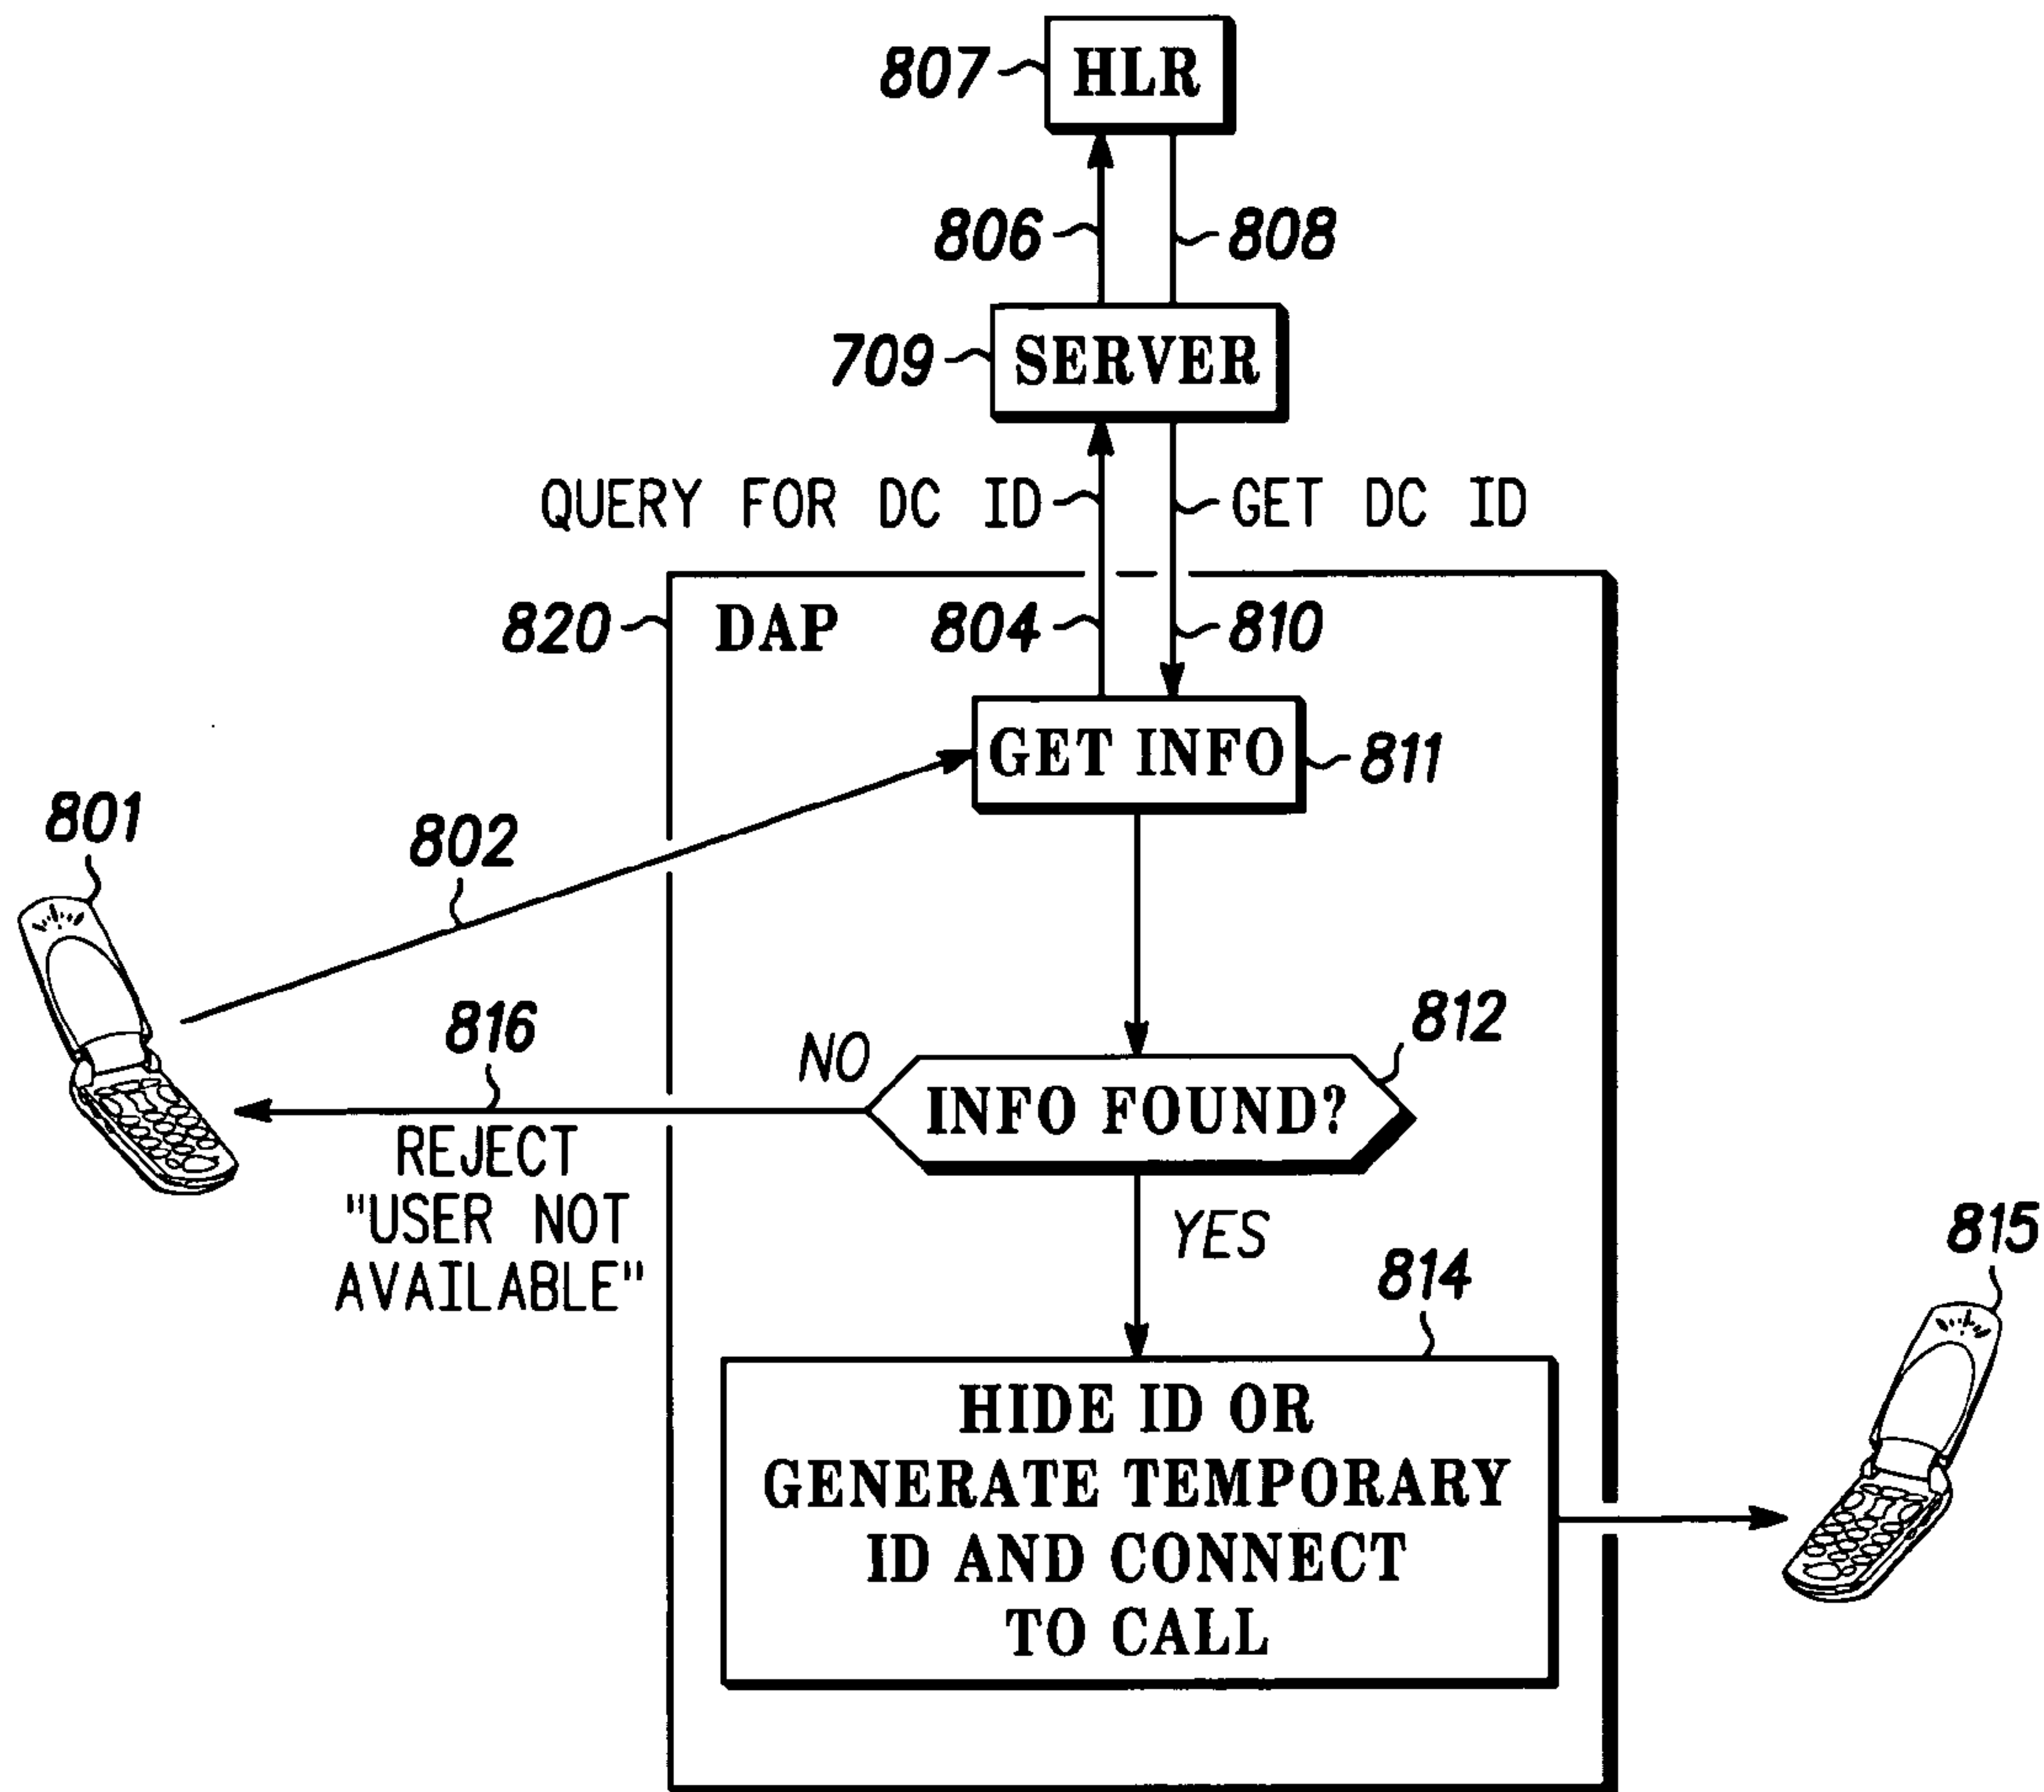 807 HLR
806 808
709 SERVER
QUERY FOR DC ID GET DC ID
820 DAP 804 810
GET INFO 811
801 802
816 NO 812
INFO FOUND?
REJECT
"USER NOT
AVAILABLE"
YES
815
814
HIDE ID OR
GENERATE TEMPORARY
ID AND CONNECT
TO CALL